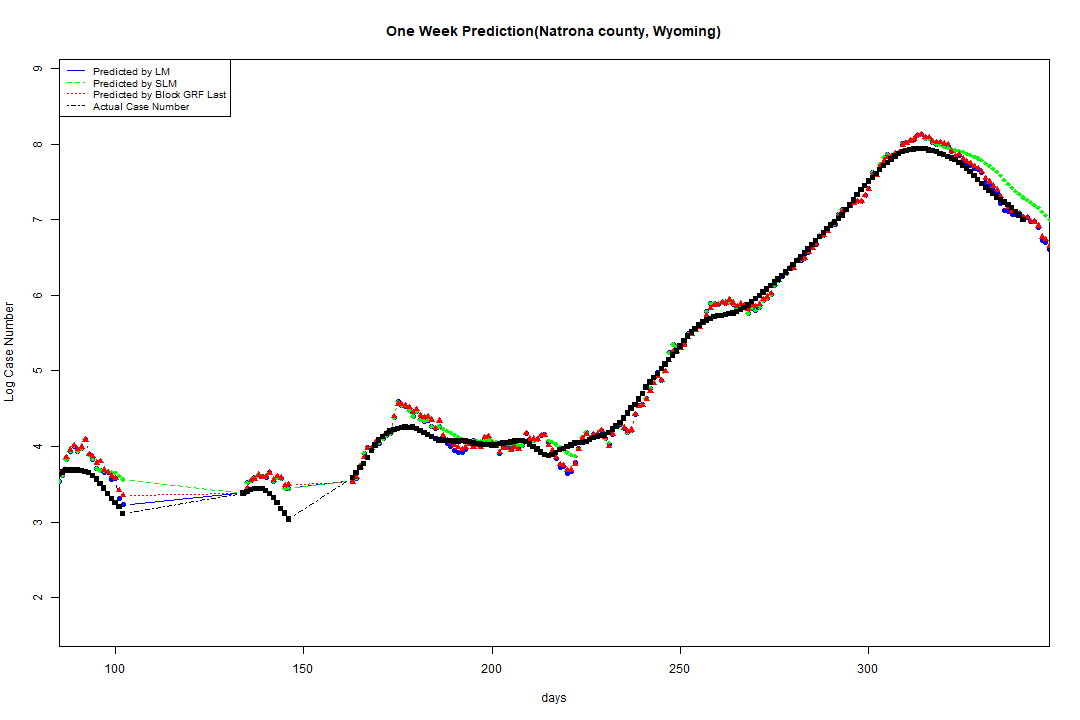 One Week Prediction(Natrona county, Wyoming)
Predicted by LM
Predicted by SLM
Predicted by Block GRF Last
Actual Case Number
9
8
7
6
5
4
3
2
Log Case Number
100 150 200 250 300
days